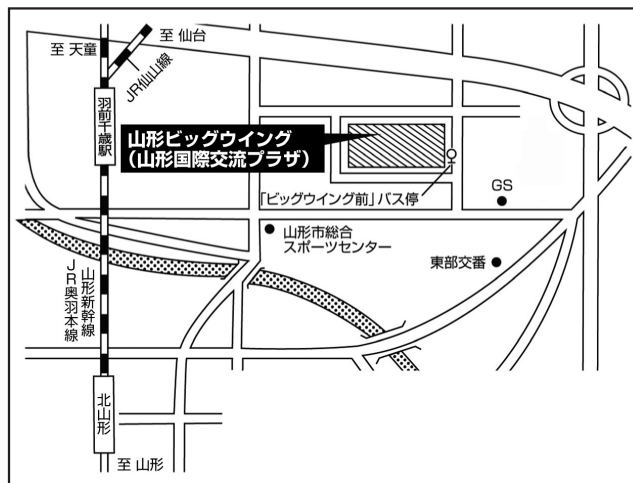 至 仙台
至 天童
JR仙山線
羽前千歳駅
山形ビッグウイング
（山形国際交流プラザ）
「ビッグウイング前」バス停
GS
山形市総合
スポーツセンター
東部交番
山形新幹線
JR奥羽本線
北山形
至 山形